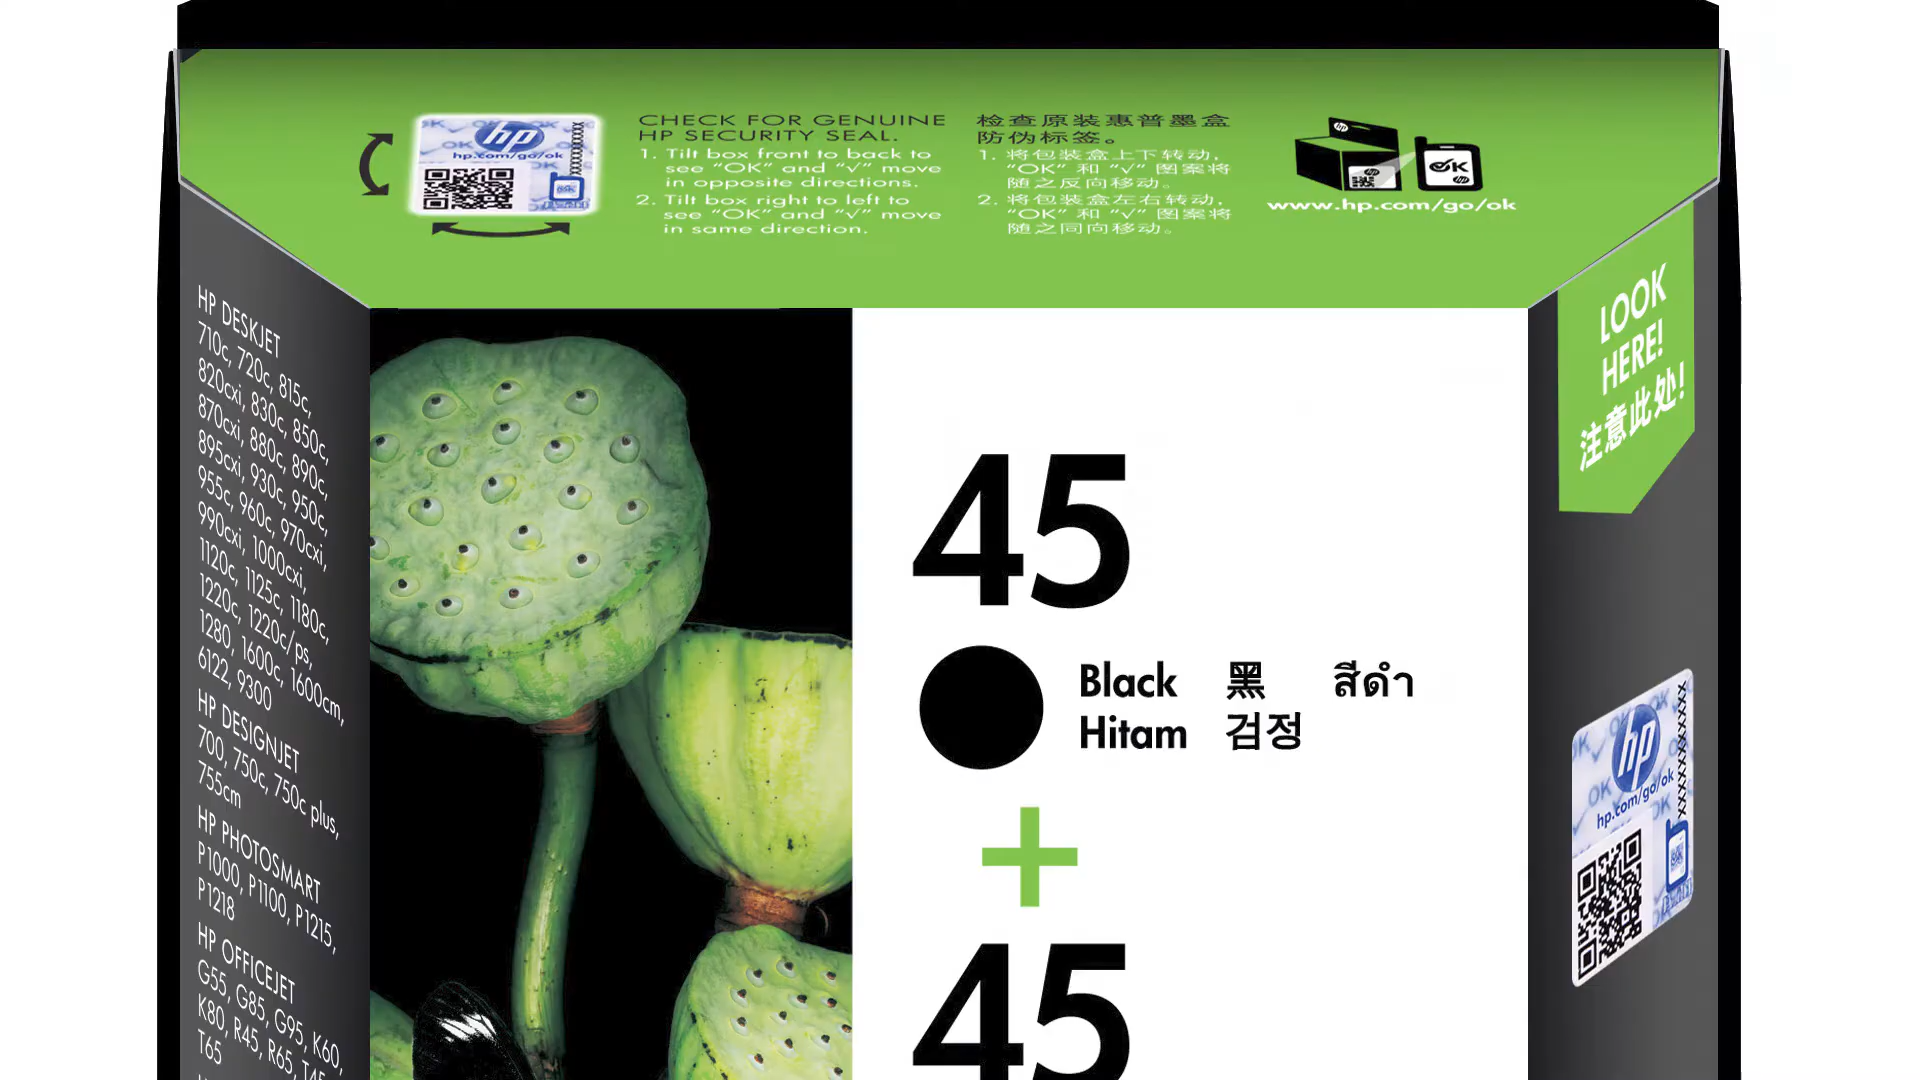 hp
hp.com/go/ok
OK
CHECK FOR GENUINE
HP SECURITY SEAL.
1. Tilt box front to back to
see “OK” and “√” move
in opposite directions.
2. Tilt box right to left to
see “OK” and “√” move
in same direction.
检查原装惠普墨盒
防伪标签。
1. 将包装盒上下转动，
“OK” 和 “√” 图案将
随之反向移动。
2. 将包装盒左右转动，
“OK” 和 “√” 图案将
随之同向移动。
OK
www.hp.com/go/ok
HP DESKJET
710c, 720c, 815c,
820cxi, 830c, 850c,
870cxi, 880c, 890c,
895cxi, 930c, 950c,
955c, 960c, 970cxi,
990cxi, 1000cxi,
1120c, 1125c, 1180c,
1220c, 1220c/ps,
1280, 1600c, 1600cm,
6122, 9300
HP DESIGNJET
700, 750c, 750c plus,
755cm
HP PHOTOSMART
P1000, P1100, P1215,
P1218
HP OFFICEJET
G55, G85, G95, K60,
K80, R45, R65, T45,
T65
45
Black 黑 สีดำ
Hitam 검정
+
45
LOOK
HERE!
注意此处!
hp
OK
hp.com/go/ok
XXXXXXXXXX